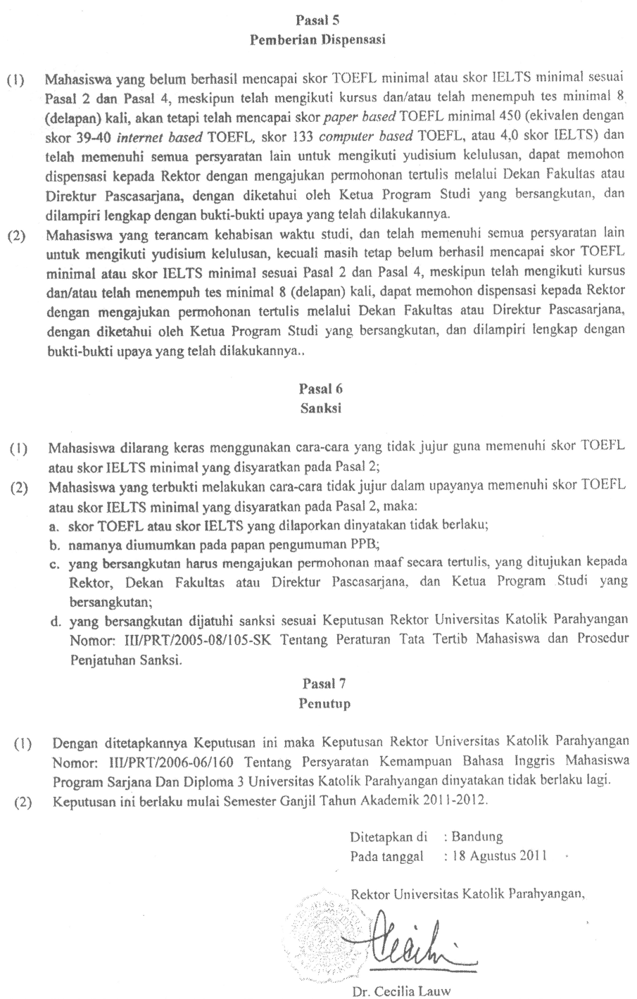 Pasal 5
Pemberian Dispensasi
(1) Mahasiswa yang belum berhasil mencapai skor TOEFL minimal atau skor IELTS minimal sesuai
Pasal 2 dan Pasal 4, meskipun telah mengikuti kursus dan/atau telah menempuh tes minimal 8
(delapan) kali, akan tetapi telah mencapai skor paper based TOEFL minimal 450 (ekivalen dengan
skor 39-40 internet based TOEFL, skor 133 computer based TOEFL, atau 4,0 skor IELTS) dan
telah memenuhi semua persyaratan lain untuk mengikuti yudisium kelulusan, dapat memohon
dispensasi kepada Rektor dengan mengajukan permohonan tertulis melalui Dekan Fakultas atau
Direktur Pascasarjana, dengan diketahui oleh Ketua Program Studi yang bersangkutan, dan
dilampiri lengkap dengan bukti-bukti upaya yang telah dilakukannya.
(2) Mahasiswa yang terancam kehabisan waktu studi, dan telah memenuhi semua persyaratan lain
untuk mengikuti yudisium kelulusan, kecuali masih tetap belum berhasil mencapai skor TOEFL
minimal atau skor IELTS minimal sesuai Pasal 2 dan Pasal 4, meskipun telah mengikuti kursus
dan/atau telah menempuh tes minimal 8 (delapan) kali, dapat memohon dispensasi kepada Rektor
dengan mengajukan permohonan tertulis melalui Dekan Fakultas atau Direktur Pascasarjana,
dengan diketahui oleh Ketua Program Studi yang bersangkutan, dan dilampiri lengkap dengan
bukti-bukti upaya yang telah dilakukannya..
Pasal 6
Sanksi
(1) Mahasiswa dilarang keras menggunakan cara-cara yang tidak jujur guna memenuhi skor TOEFL
atau skor IELTS minimal yang disyaratkan pada Pasal 2;
(2) Mahasiswa yang terbukti melakukan cara-cara tidak jujur dalam upayanya memenuhi skor TOEFL
atau skor IELTS minimal yang disyaratkan pada Pasal 2, maka:
a. skor TOEFL atau skor IELTS yang dilaporkan dinyatakan tidak berlaku;
b. namanya diumumkan pada papan pengumuman PPB;
c. yang bersangkutan harus mengajukan permohonan maaf secara tertulis, yang ditujukan kepada
Rektor, Dekan Fakultas atau Direktur Pascasarjana, dan Ketua Program Studi yang
bersangkutan;
d. yang bersangkutan dijatuhi sanksi sesuai Keputusan Rektor Universitas Katolik Parahyangan
Nomor: III/PRT/2005-08/105-SK Tentang Peraturan Tata Tertib Mahasiswa dan Prosedur
Penjatuhan Sanksi.
Pasal 7
Penutup
(1) Dengan ditetapkannya Keputusan ini maka Keputusan Rektor Universitas Katolik Parahyangan
Nomor: III/PRT/2006-06/160 Tentang Persyaratan Kemampuan Bahasa Inggris Mahasiswa
Program Sarjana Dan Diploma 3 Universitas Katolik Parahyangan dinyatakan tidak berlaku lagi.
(2) Keputusan ini berlaku mulai Semester Ganjil Tahun Akademik 2011-2012.
Ditetapkan di : Bandung
Pada tanggal : 18 Agustus 2011
Rektor Universitas Katolik Parahyangan,
Dr. Cecilia Lauw